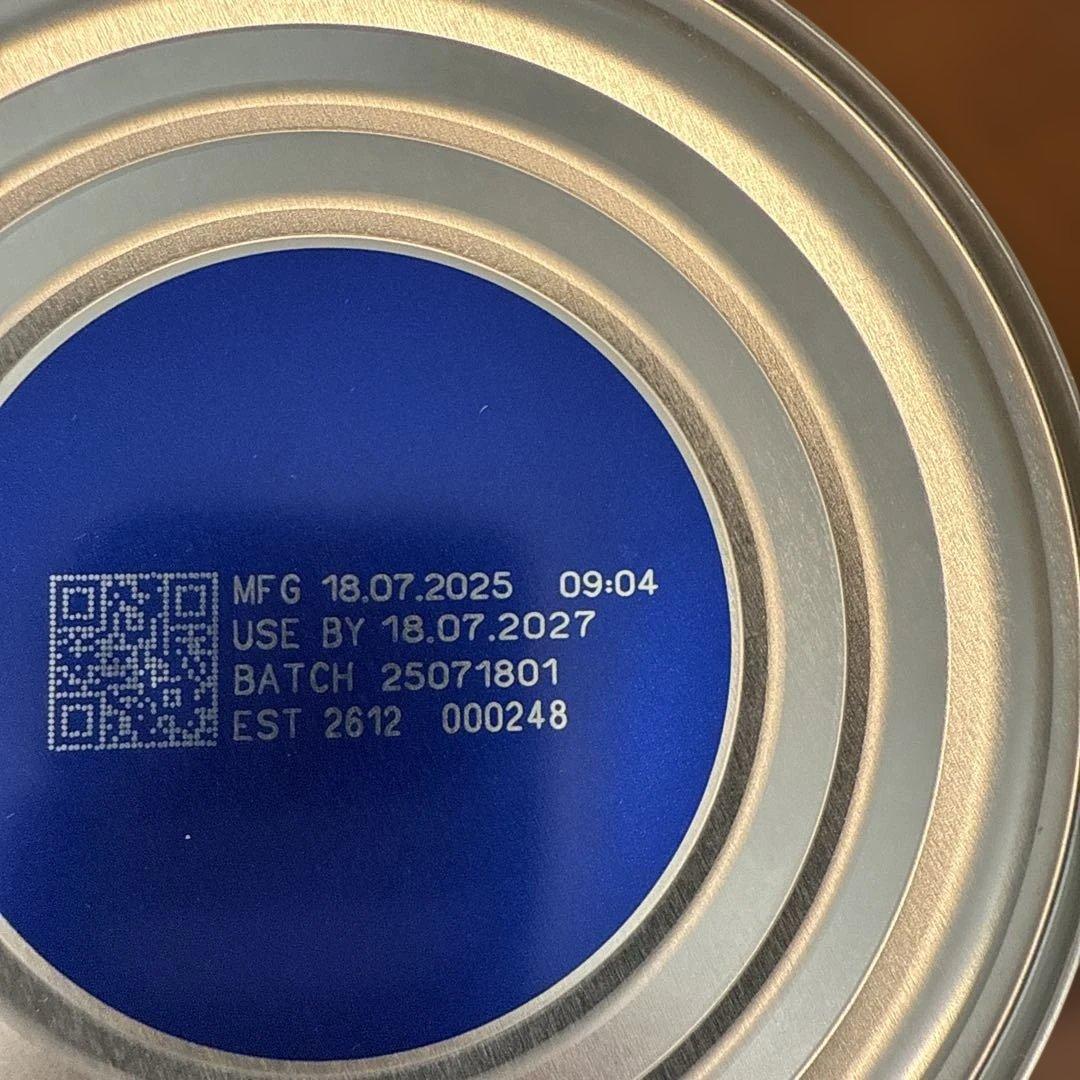 MFG 18.07.2025 09:04
USE BY 18.07.2027
BATCH 25071801
EST 2612 000248